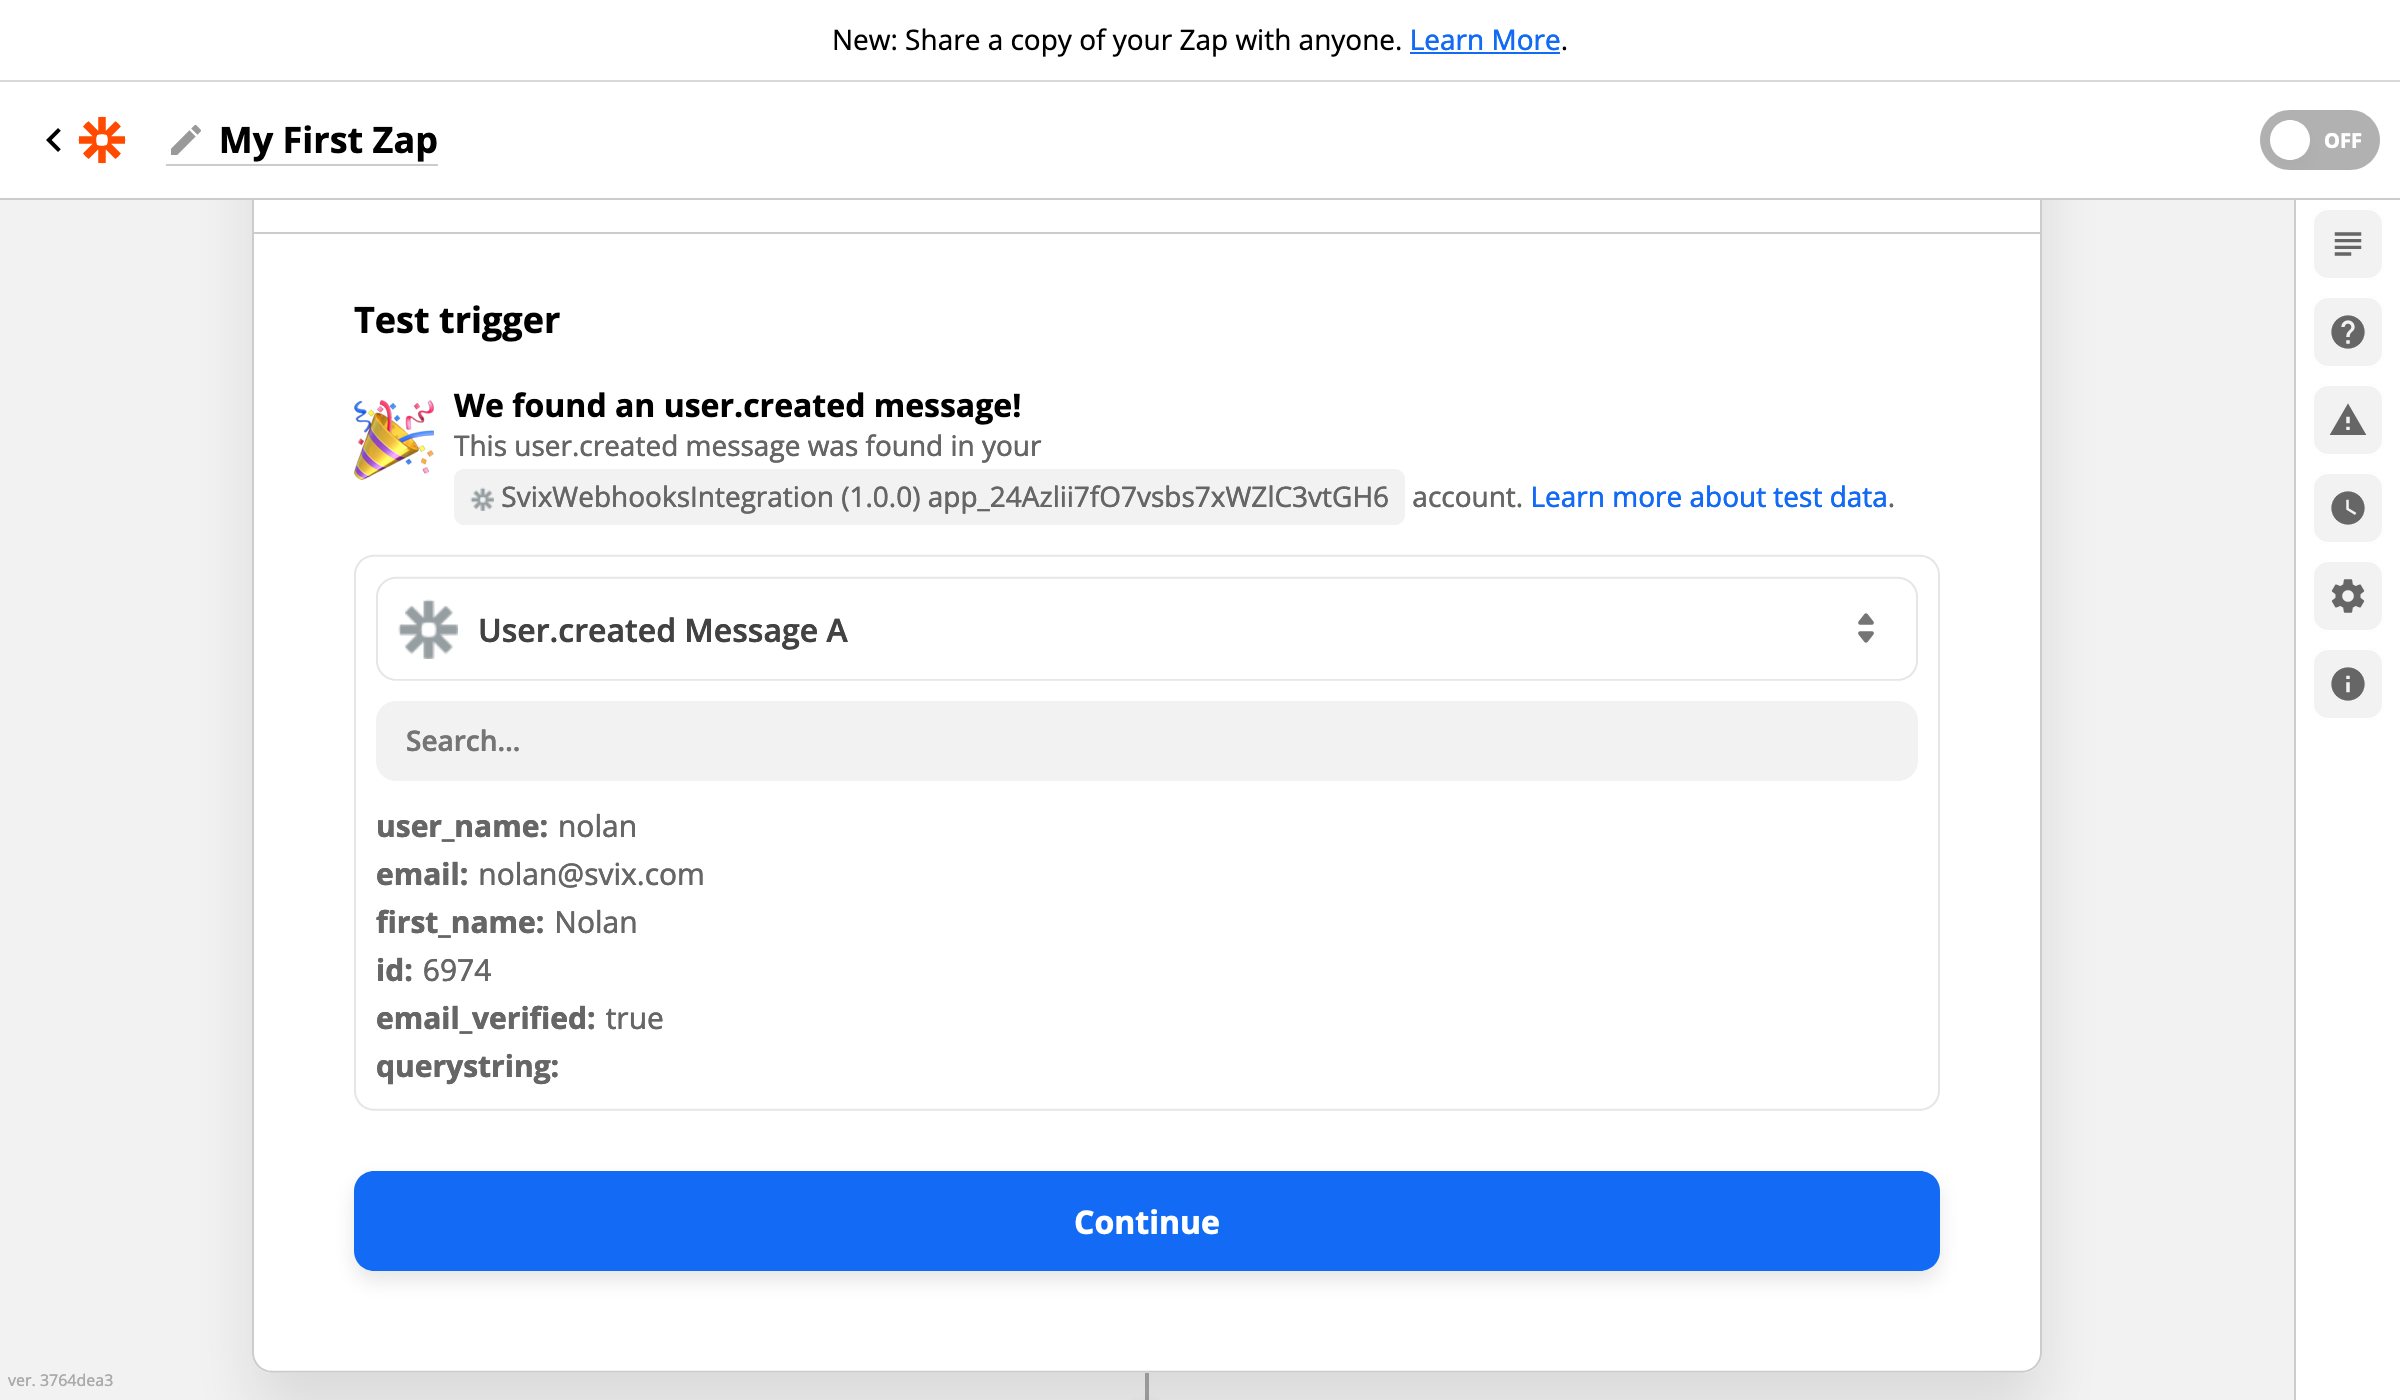 New: Share a copy of your Zap with anyone. Learn More.
My First Zap
OFF
Test trigger
We found an user.created message!
This user.created message was found in your
SvixWebhooksIntegration (1.0.0) app_24Azlii7fO7vsbs7xWZlC3vtGH6 account. Learn more about test data.
User.created Message A
Search...
user_name: nolan
email: nolan@svix.com
first_name: Nolan
id: 6974
email_verified: true
querystring:
Continue
ver. 3764dea3